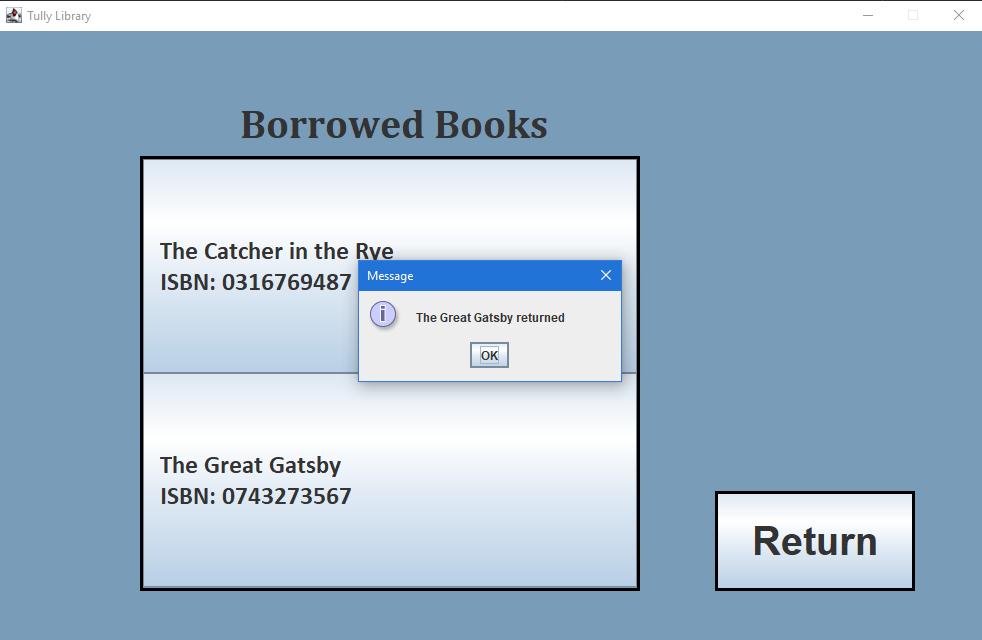 Tully Library
Borrowed Books
The Catcher in the Rye
ISBN: 0316769487
Message
i
The Great Gatsby returned
OK
The Great Gatsby
ISBN: 0743273567
Return